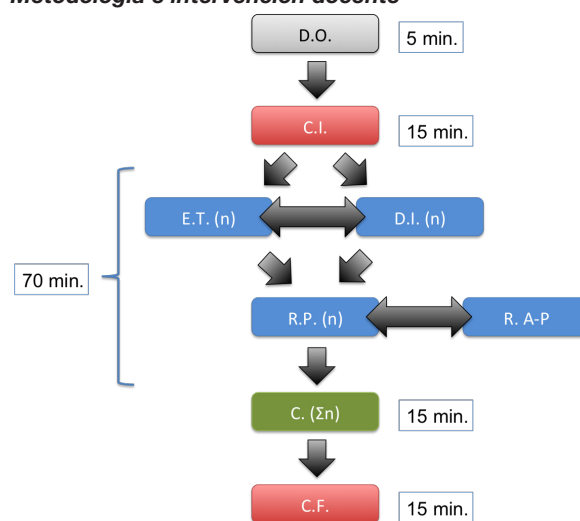 Metodología e intervención docente
D.O.
5 min.
C.I.
15 min.
E.T. (n)
D.I. (n)
70 min.
R.P. (n)
R. A-P
C. (Σn)
15 min.
C.F.
15 min.